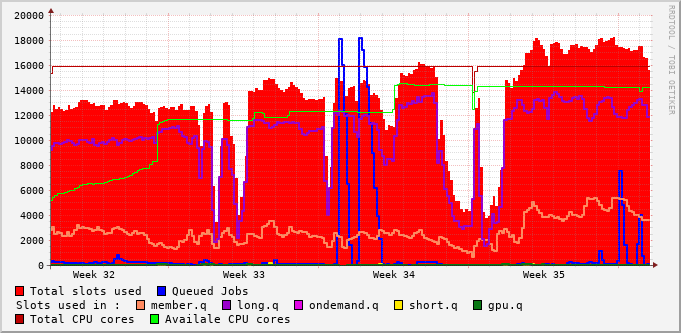 20000
18000
16000
14000
12000
10000
8000
6000
4000
2000
0
Week 32 Week 33 Week 34 Week 35
RRDTOOL / TOBI OETIKER
Total slots used Queued Jobs
Slots used in : member.q long.q ondemand.q short.q gpu.q
Total CPU cores Availale CPU cores